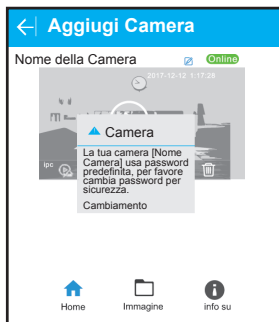 Aggiugi Camera
Nome della Camera Online
2017-12-12 1:17:28
ipc
Camera
La tua camera [Nome
Camera] usa password
predefinita, per favore
cambia password per
sicurezza.
Cambiamento
Home Immagine info su